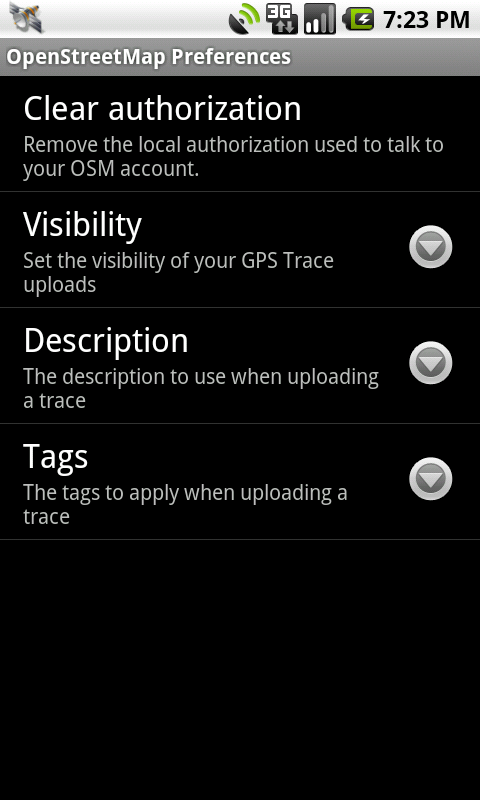 3G
7:23 PM
OpenStreetMap Preferences
Clear authorization
Remove the local authorization used to talk to
your OSM account.
Visibility
Set the visibility of your GPS Trace
uploads
Description
The description to use when uploading
a trace
Tags
The tags to apply when uploading a
trace